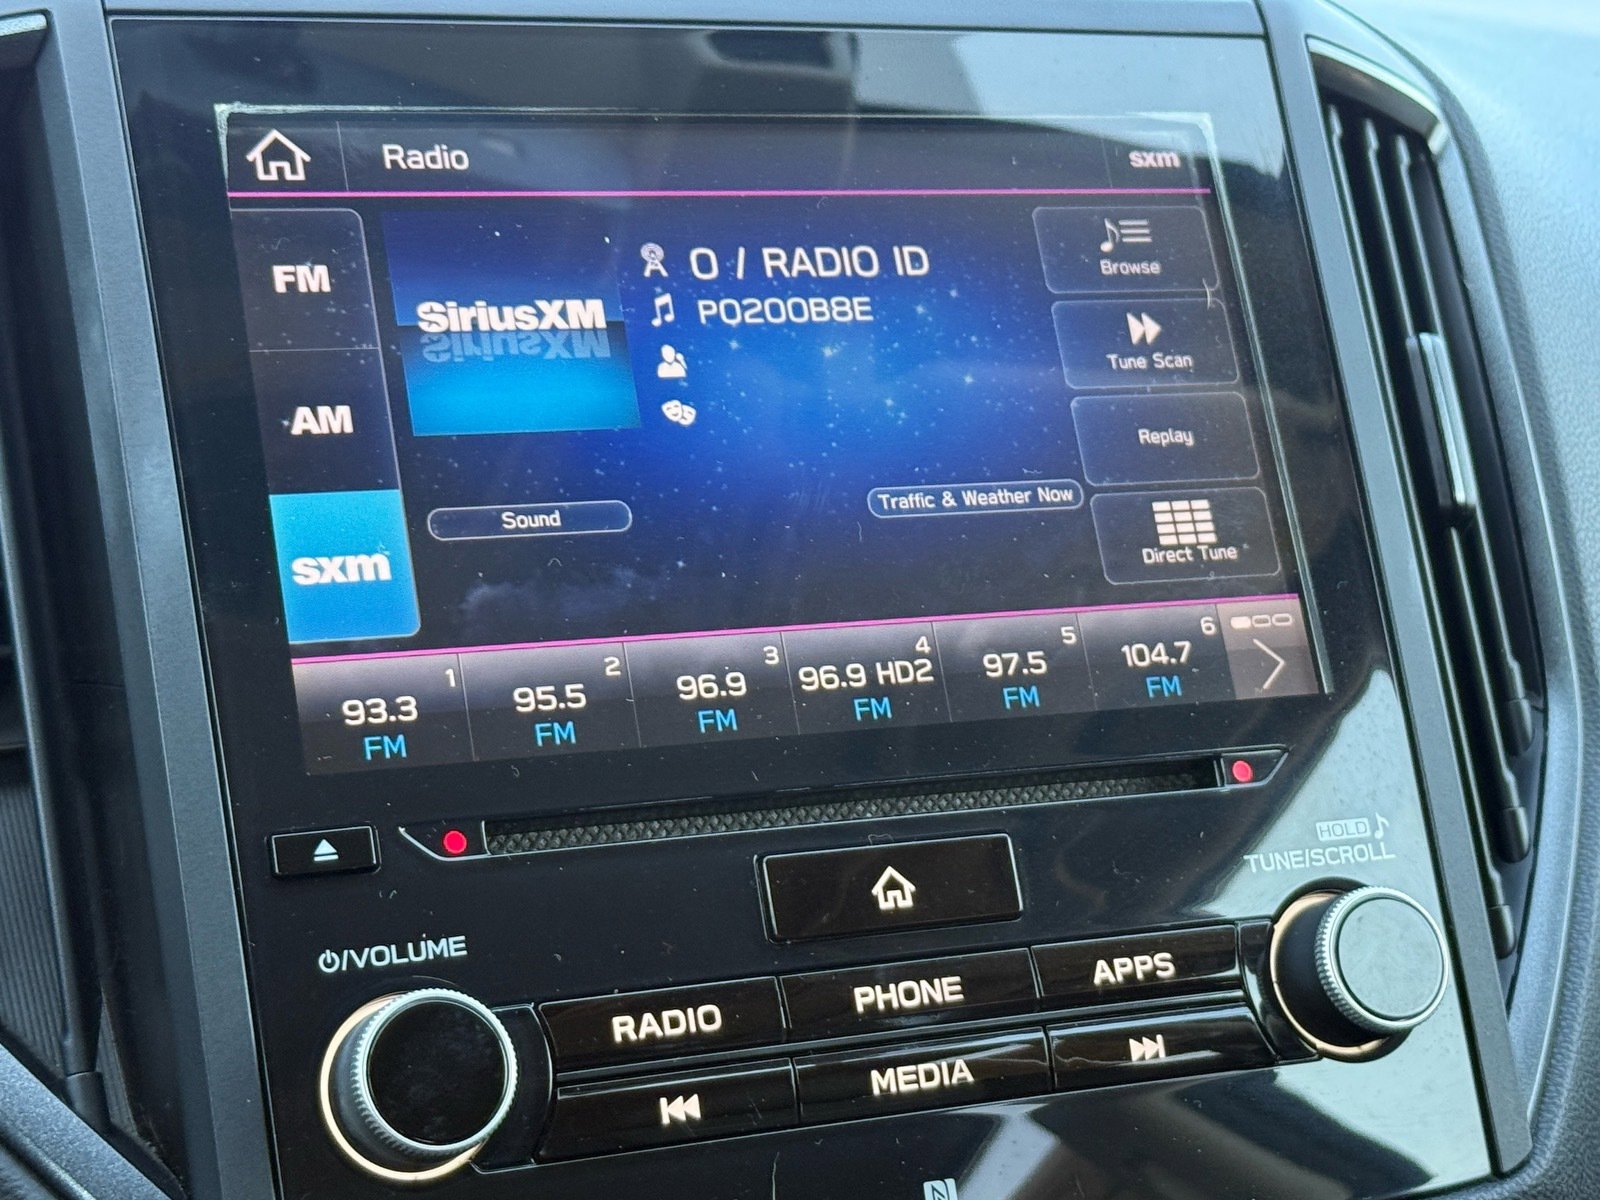 Radio
sxm
FM
AM
sxm
SiriusXM
0 / RADIO ID
P0200B8E
Sound
Traffic & Weather Now
Browse
Tune Scan
Replay
Direct Tune
1
93.3
FM
2
95.5
FM
3
96.9
FM
4
96.9 HD2
FM
5
97.5
FM
6
104.7
FM
HOLD
TUNE/SCROLL
/VOLUME
RADIO
PHONE
APPS
MEDIA